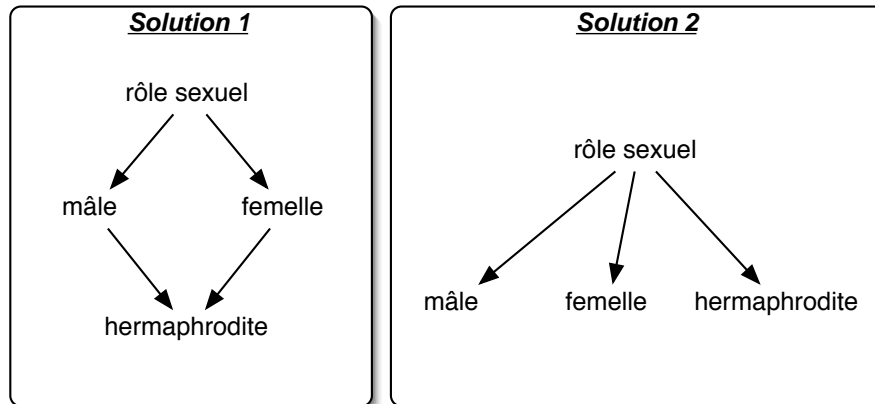 Solution 1
rôle sexuel
mâle femelle
hermaphrodite
Solution 2
rôle sexuel
mâle femelle hermaphrodite